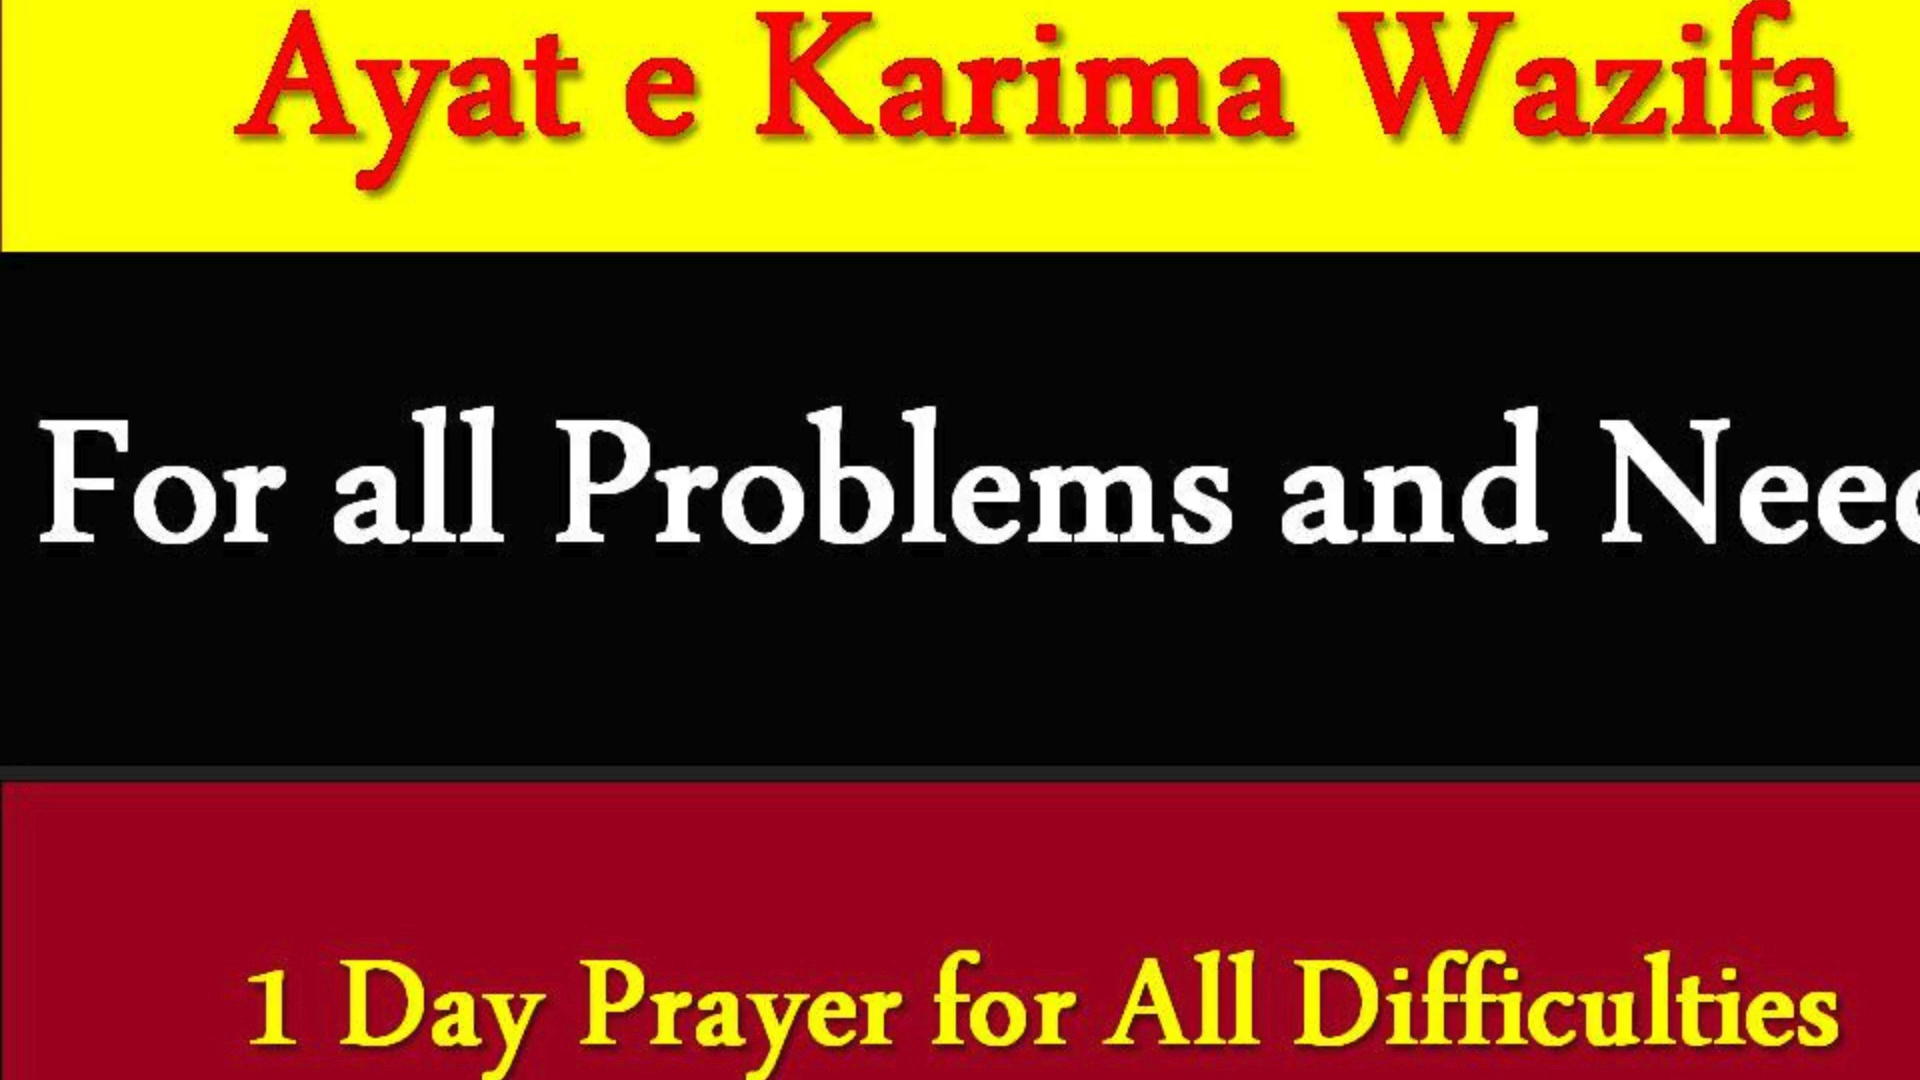 Ayat e Karima Wazifa
For all Problems and
1 Day Prayer for All Difficulties